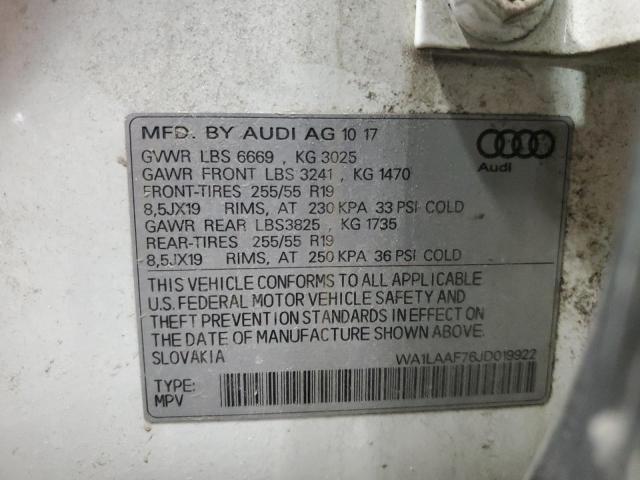 MFD. BY AUDI AG 10 17
GVWR LBS 6669 , KG 3025
GAWR FRONT LBS 3241 , KG 1470
FRONT-TIRES 255/55 R19
8,5JX19 RIMS, AT 230 KPA 33 PSI COLD
GAWR REAR LBS3825 , KG 1735
REAR-TIRES 255/55 R19
8,5JX19 RIMS, AT 250 KPA 36 PSI COLD
Audi
THIS VEHICLE CONFORMS TO ALL APPLICABLE
U.S. FEDERAL MOTOR VEHICLE SAFETY AND
THEFT PREVENTION STANDARDS IN EFFECT ON
THE DATE OF MANUFACTURE SHOWN ABOVE.
SLOVAKIA WA1LAAF76JD019922
TYPE:
MPV